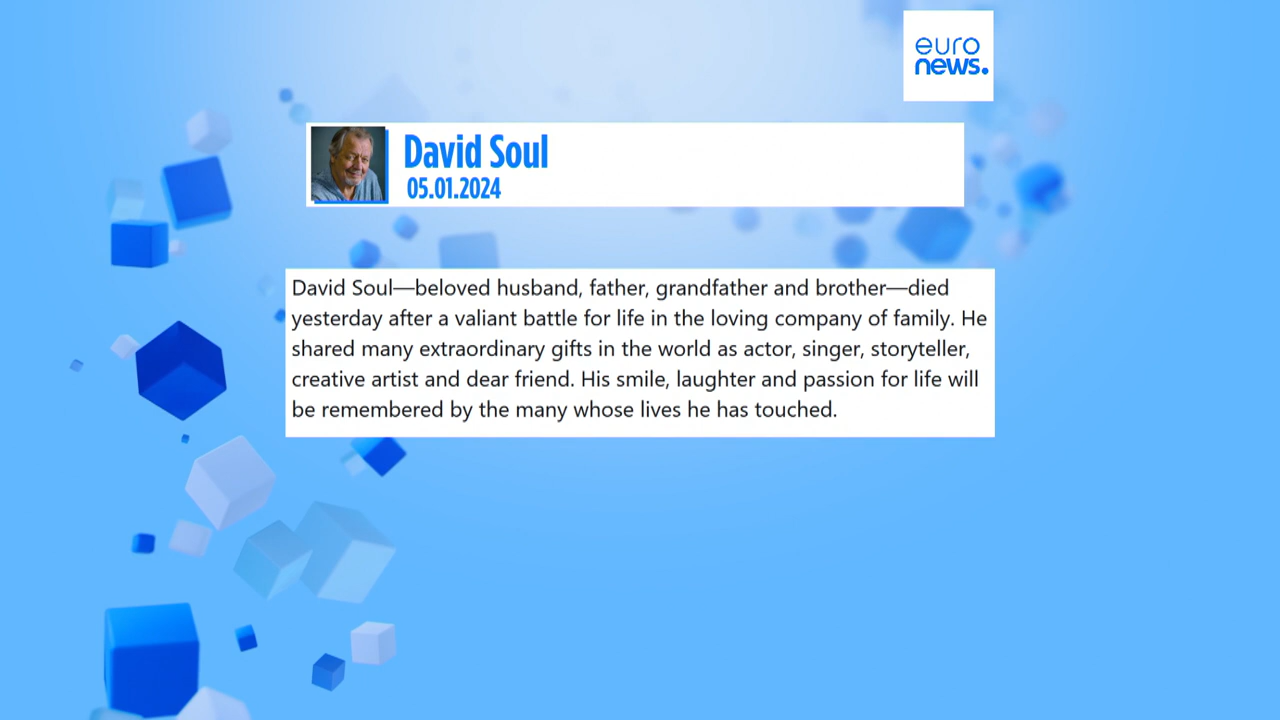 euro
news.
David Soul
05.01.2024
David Soul—beloved husband, father, grandfather and brother—died
yesterday after a valiant battle for life in the loving company of family. He
shared many extraordinary gifts in the world as actor, singer, storyteller,
creative artist and dear friend. His smile, laughter and passion for life will
be remembered by the many whose lives he has touched.